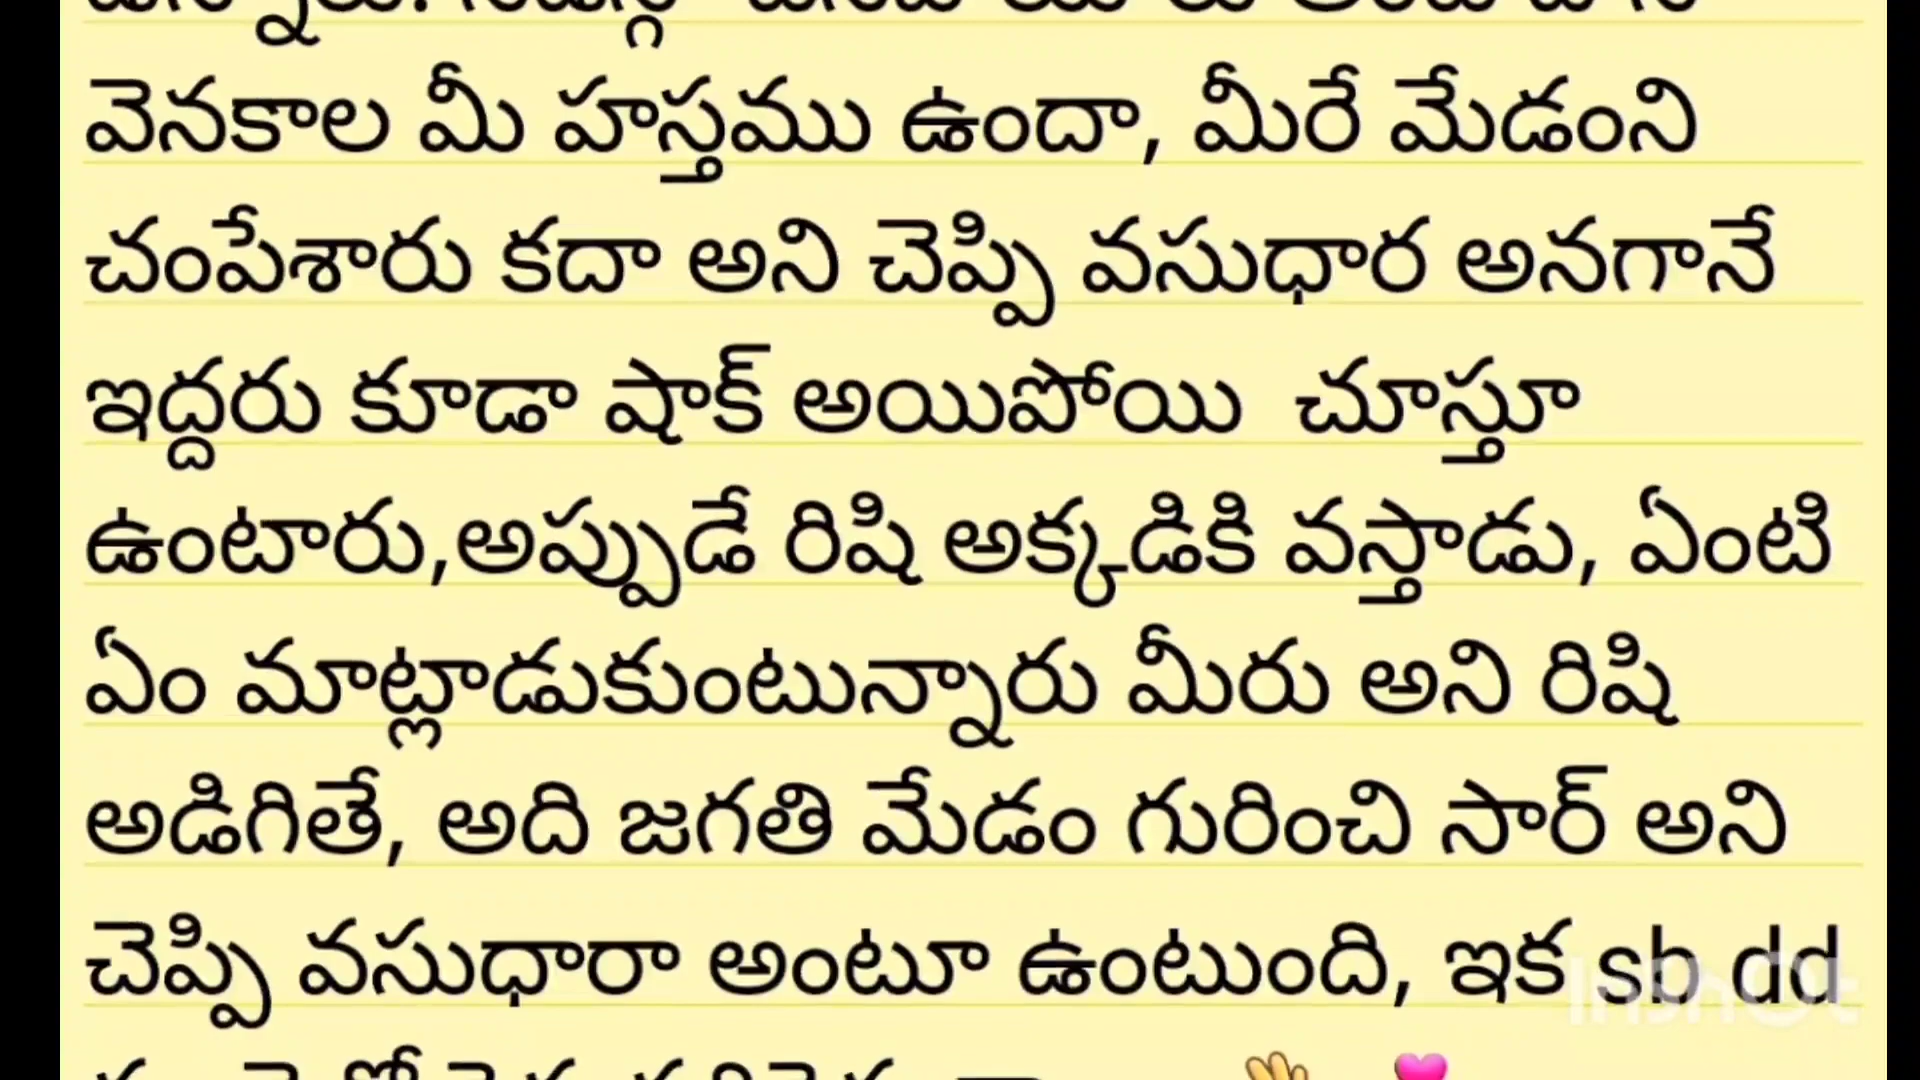 వెనకాల మీ హస్తము ఉందా, మీరే మేడంని
చంపేశారు కదా అని చెప్పి వసుధార అనగానే
ఇద్దరు కూడా షాక్ అయిపోయి చూస్తూ
ఉంటారు,అప్పుడే రిషి అక్కడికి వస్తాడు, ఏంటి
ఏం మాట్లాడుకుంటున్నారు మీరు అని రిషి
అడిగితే, అది జగతి మేడం గురించి సార్ అని
చెప్పి వసుధారా అంటూ ఉంటుంది, ఇక sb dd
InshOt